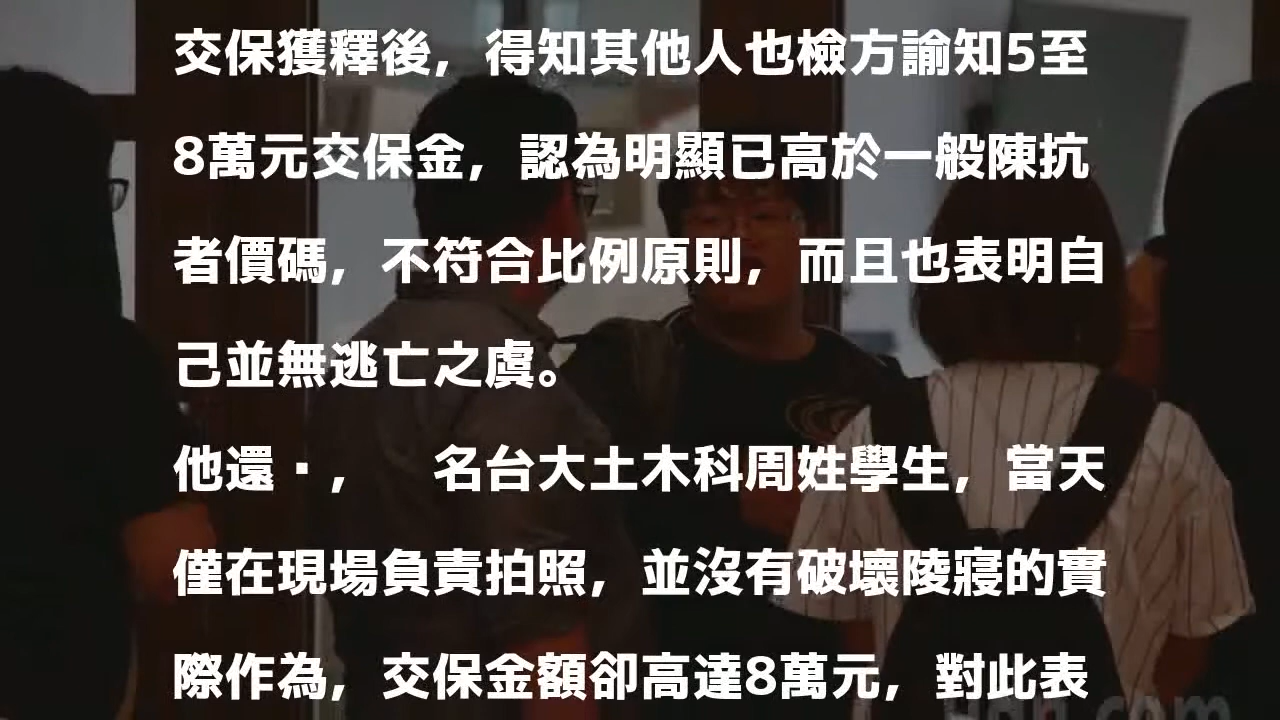 交保獲釋後，得知其他人也檢方諭知5至
8萬元交保金，認為明顯已高於一般陳抗
者價碼，不符合比例原則，而且也表明自
己並無逃亡之虞。
他還·，　名台大土木科周姓學生，當天
僅在現場負責拍照，並沒有破壞陵寢的實
際作為，交保金額卻高達8萬元，對此表
udn.com